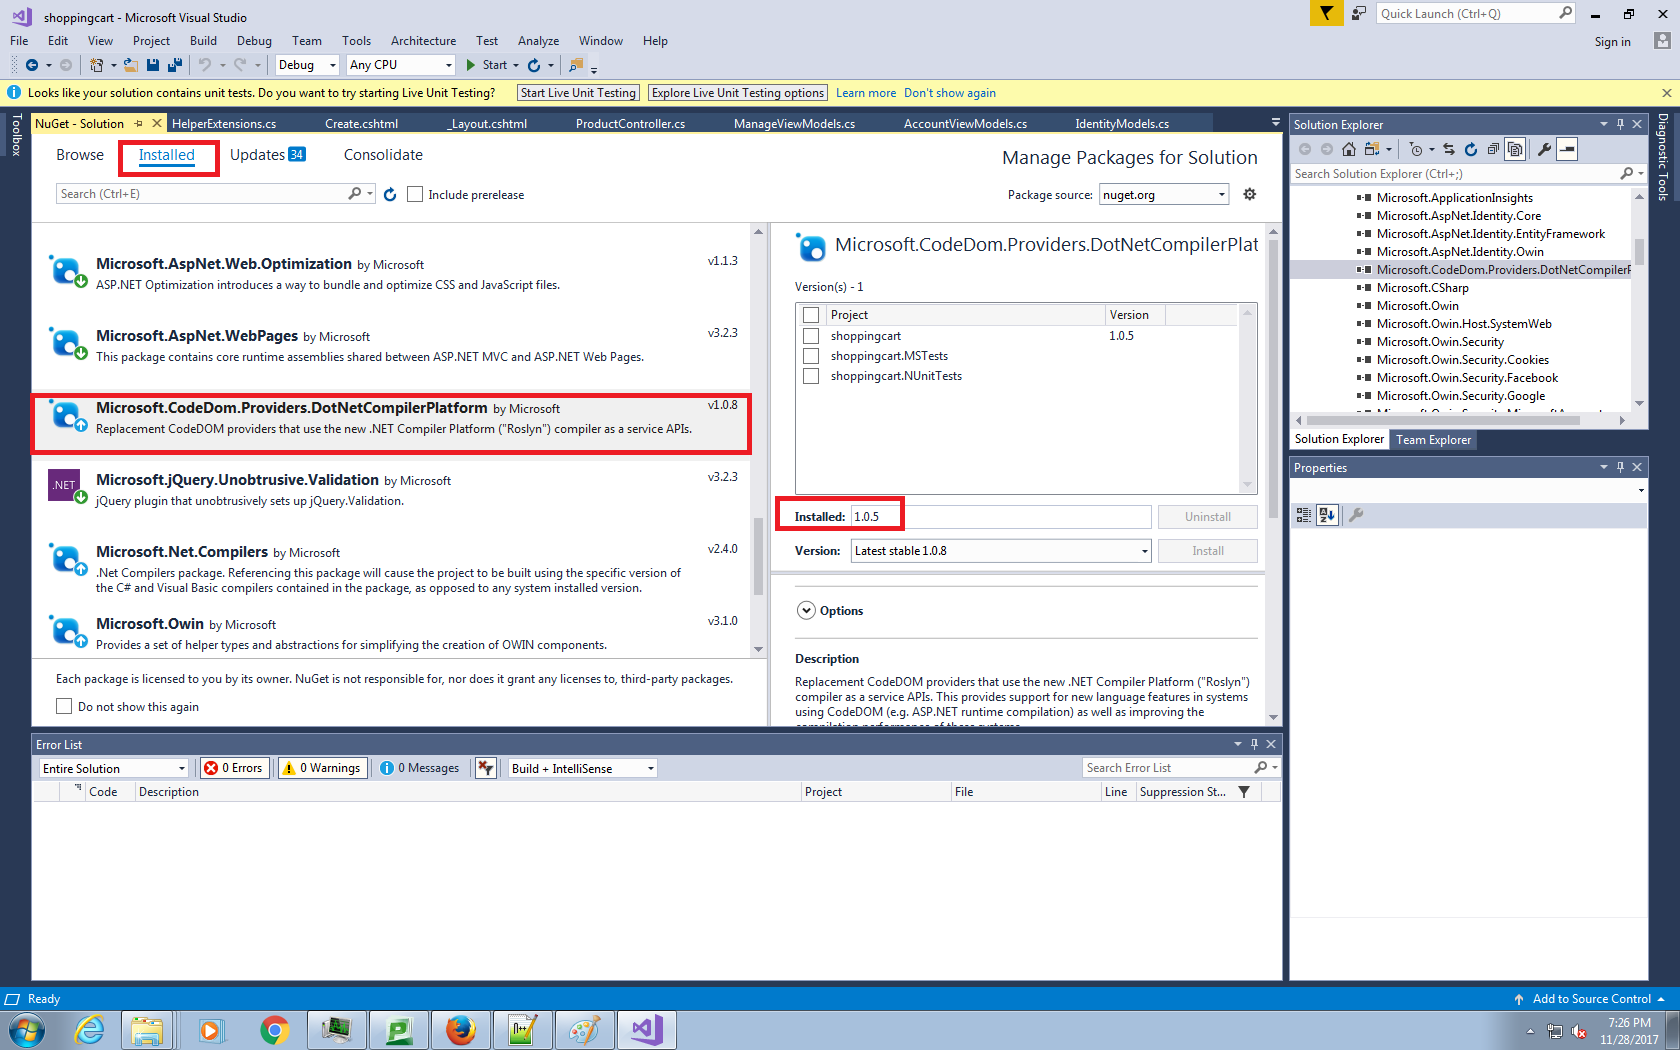 shoppingcart - Microsoft Visual Studio
Quick Launch (Ctrl+Q)
File Edit View Project Build Debug Team Tools Architecture Test Analyze Window Help
Sign in
Debug Any CPU Start
Looks like your solution contains unit tests. Do you want to try starting Live Unit Testing? Start Live Unit Testing Explore Live Unit Testing options Learn more Don't show again
Toolbox
NuGet - Solution HelperExtensions.cs Create.cshtml _Layout.cshtml ProductController.cs ManageViewModels.cs AccountViewModels.cs IdentityModels.cs
Browse Installed Updates 34 Consolidate
Manage Packages for Solution
Search (Ctrl+E) Include prerelease
Package source: nuget.org
Microsoft.AspNet.Web.Optimization by Microsoft v1.1.3
ASP.NET Optimization introduces a way to bundle and optimize CSS and JavaScript files.
Microsoft.AspNet.WebPages by Microsoft v3.2.3
This package contains core runtime assemblies shared between ASP.NET MVC and ASP.NET Web Pages.
Microsoft.CodeDom.Providers.DotNetCompilerPlatform by Microsoft v1.0.8
Replacement CodeDOM providers that use the new .NET Compiler Platform ("Roslyn") compiler as a service APIs.
.NET
Microsoft.jQuery.Unobtrusive.Validation by Microsoft v3.2.3
jQuery plugin that unobtrusively sets up jQuery.Validation.
Microsoft.Net.Compilers by Microsoft v2.4.0
.Net Compilers package. Referencing this package will cause the project to be built using the specific version of
the C# and Visual Basic compilers contained in the package, as opposed to any system installed version.
Microsoft.Owin by Microsoft v3.1.0
Provides a set of helper types and abstractions for simplifying the creation of OWIN components.
Each package is licensed to you by its owner. NuGet is not responsible for, nor does it grant any licenses to, third-party packages.
Do not show this again
Microsoft.CodeDom.Providers.DotNetCompilerPlat
Version(s) - 1
Project Version
shoppingcart 1.0.5
shoppingcart.MSTests
shoppingcart.NUnitTests
Installed: 1.0.5 Uninstall
Version: Latest stable 1.0.8 Install
Options
Description
Replacement CodeDOM providers that use the new .NET Compiler Platform ("Roslyn")
compiler as a service APIs. This provides support for new language features in systems
using CodeDOM (e.g. ASP.NET runtime compilation) as well as improving the
compilation performance of these systems.
Solution Explorer
Search Solution Explorer (Ctrl+;)
Microsoft.ApplicationInsights
Microsoft.AspNet.Identity.Core
Microsoft.AspNet.Identity.EntityFramework
Microsoft.AspNet.Identity.Owin
Microsoft.CodeDom.Providers.DotNetCompilerP
Microsoft.CSharp
Microsoft.Owin
Microsoft.Owin.Host.SystemWeb
Microsoft.Owin.Security
Microsoft.Owin.Security.Cookies
Microsoft.Owin.Security.Facebook
Microsoft.Owin.Security.Google
Solution Explorer Team Explorer
Properties
Diagnostic Tools
Error List
Entire Solution 0 Errors 0 Warnings 0 Messages Build + IntelliSense Search Error List
Code Description Project File Line Suppression St...
Ready Add to Source Control
7:26 PM
11/28/2017